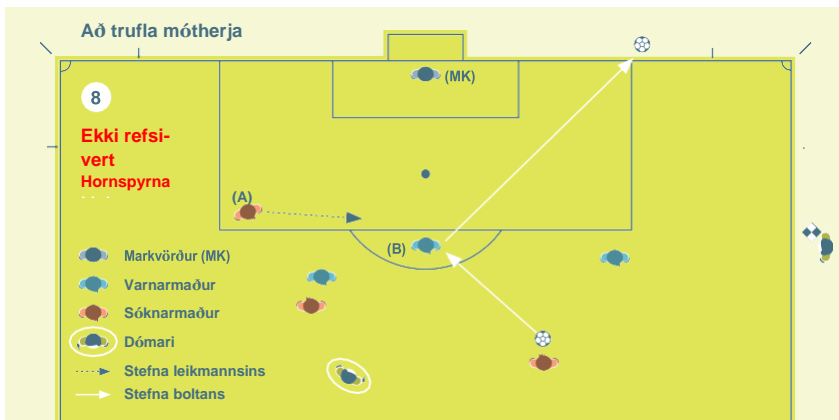 Að trufla mótherja
(MK)
8
Ekki refsi-
vert
Hornspyrna
(A)
(B)
Markvörður (MK)
Varnarmaður
Sóknarmaður
Dómari
Stefna leikmannsins
Stefna boltans